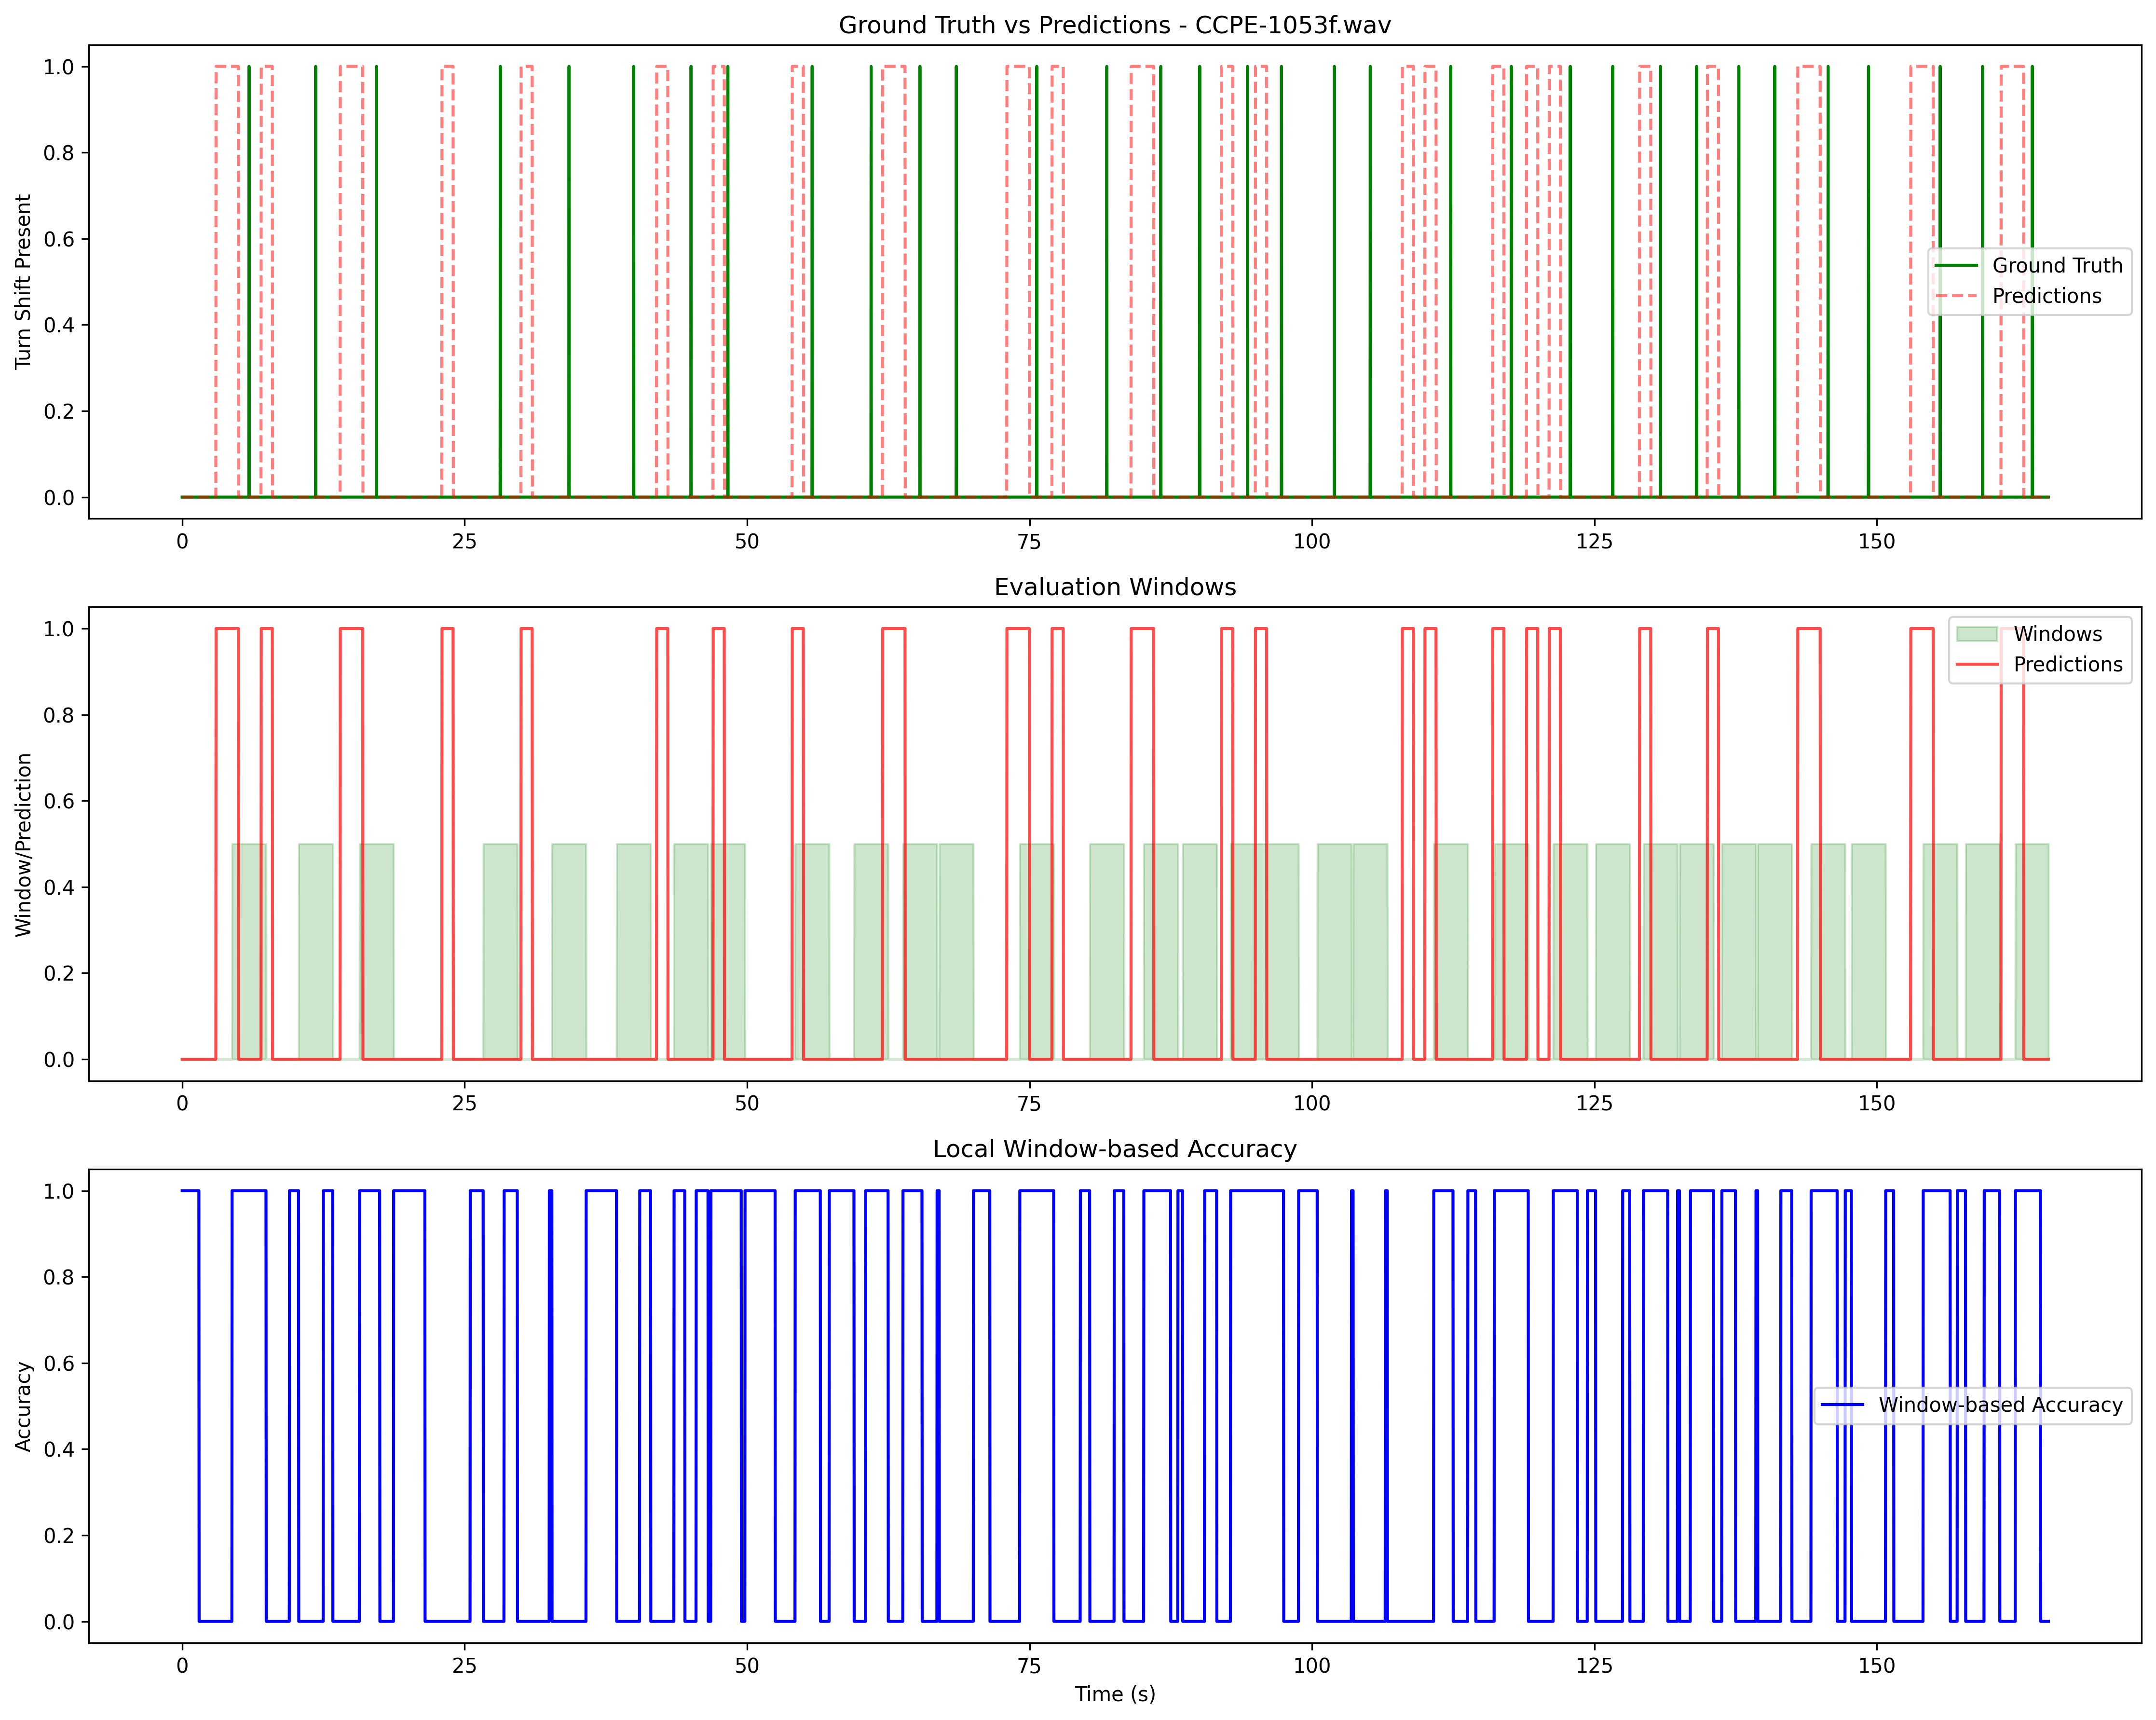 Ground Truth vs Predictions - CCPE-1053f.wav
Turn Shift Present
1.0
0.8
0.6
0.4
0.2
0.0
Ground Truth
Predictions
0 25 50 75 100 125 150
Evaluation Windows
Window/Prediction
1.0
0.8
0.6
0.4
0.2
0.0
Windows
Predictions
0 25 50 75 100 125 150
Local Window-based Accuracy
Accuracy
1.0
0.8
0.6
0.4
0.2
0.0
Window-based Accuracy
0 25 50 75 100 125 150
Time (s)